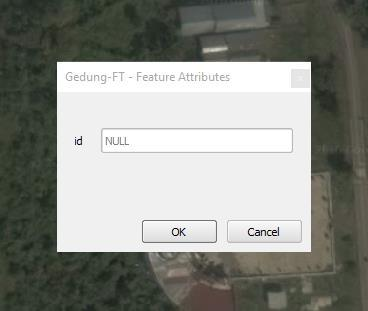 Gedung-FT - Feature Attributes
id NULL
OK Cancel